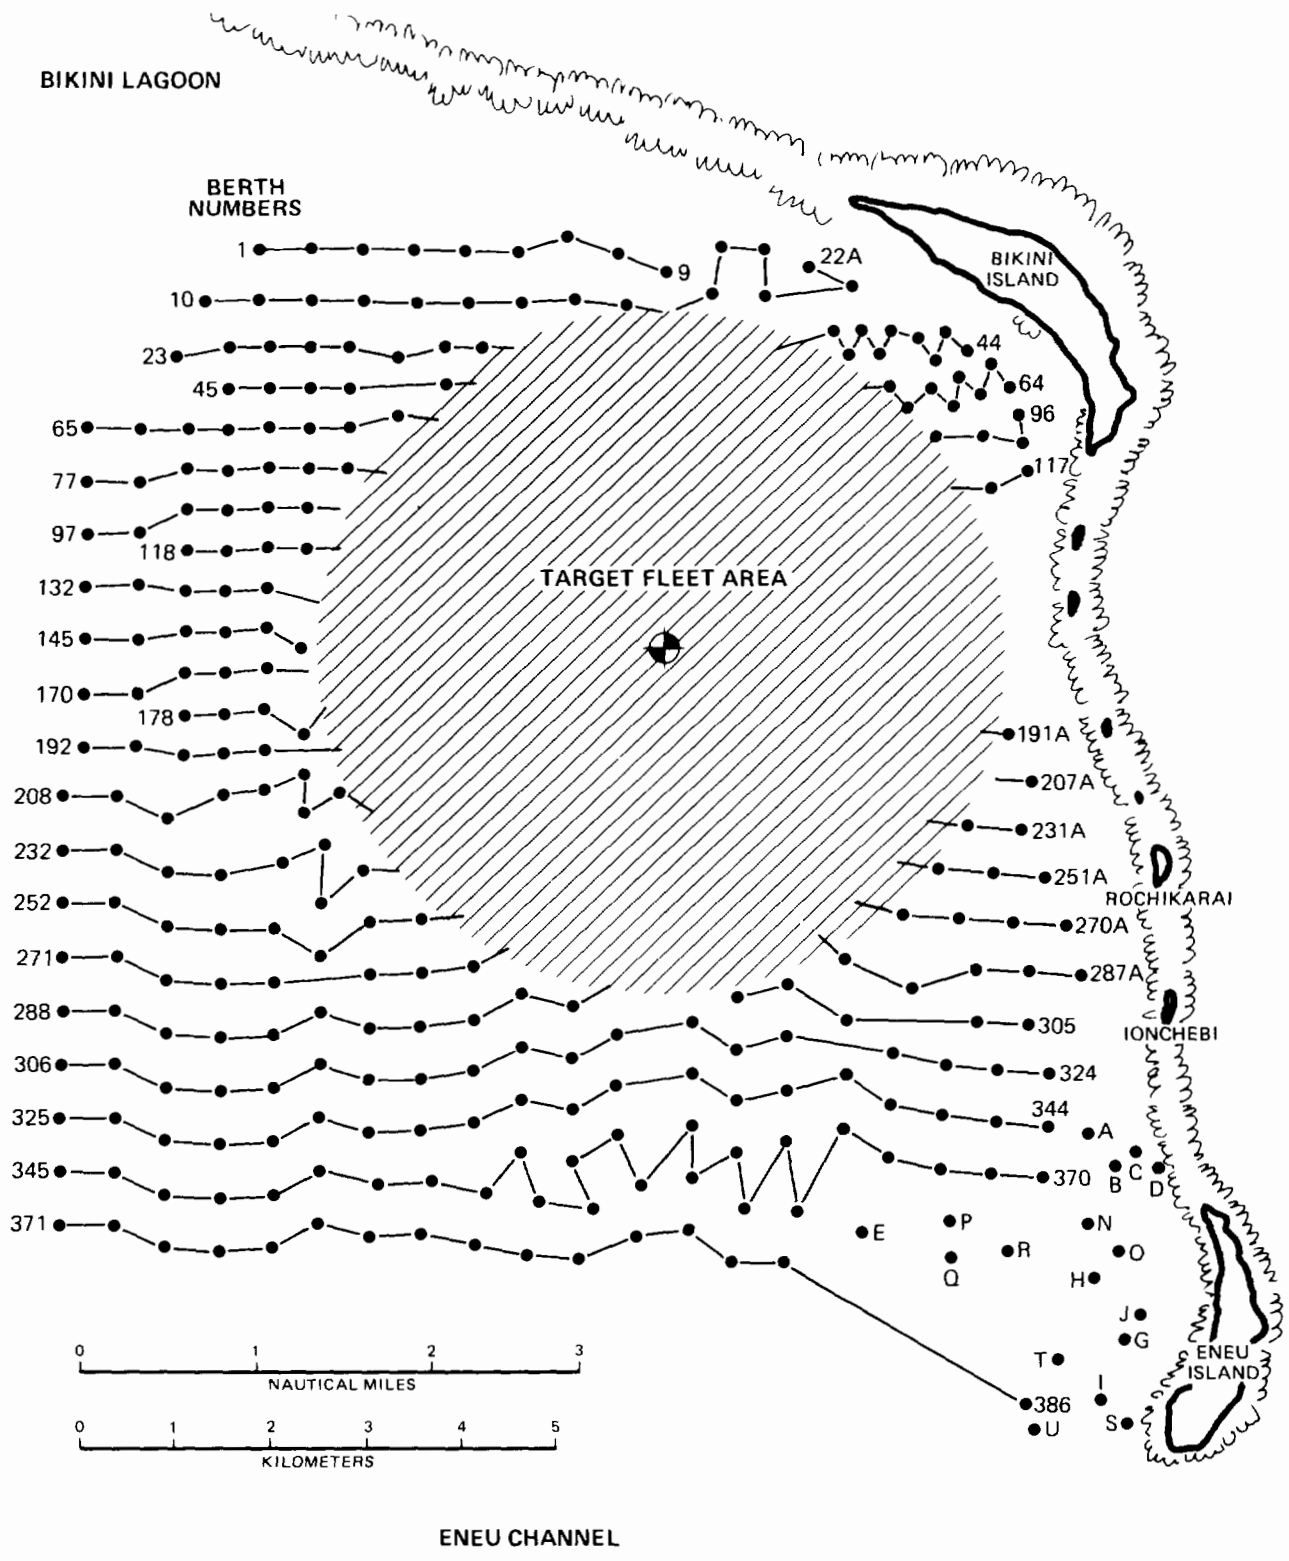 BIKINI LAGOON
BERTH
NUMBERS
1
9
22A
BIKINI
ISLAND
10
23
44
45
64
65
96
77
117
97
118
TARGET FLEET AREA
132
145
170
178
192
191A
207A
208
231A
232
251A
ROCHIKARAI
252
270A
271
287A
288
305
IONCHEBI
306
324
325
344
A
345
370
B
C
D
371
E
P
N
Q
R
O
H
J
G
T
ENEU
ISLAND
0 1 2 3
NAUTICAL MILES
I
386
U
S
0 1 2 3 4 5
KILOMETERS
ENEU CHANNEL